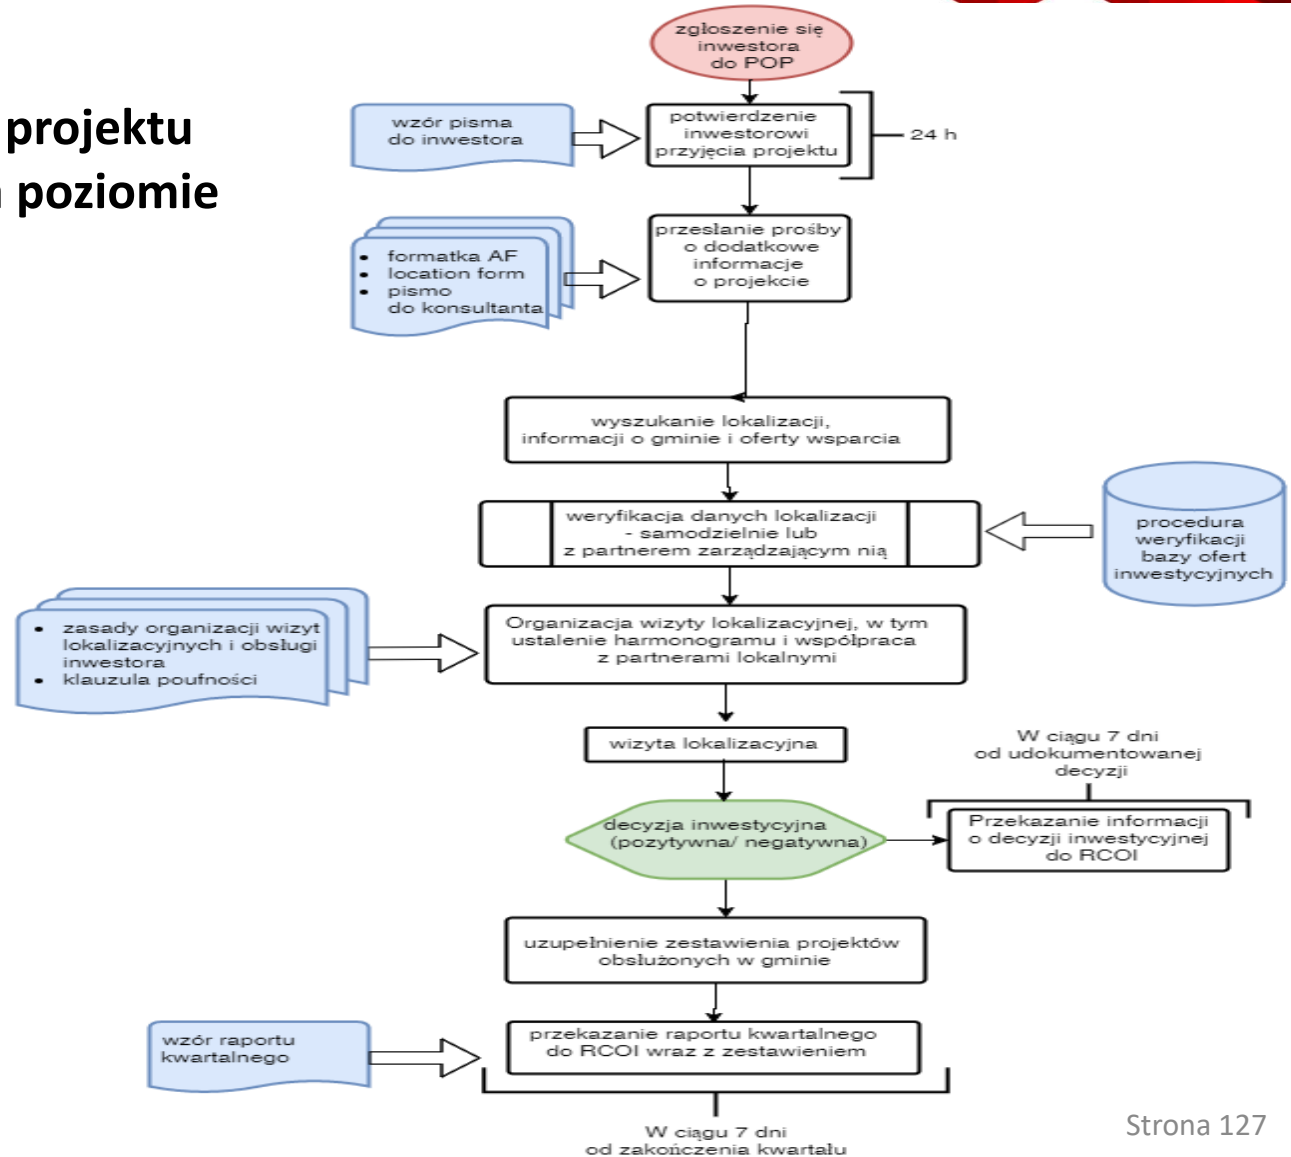 zgłoszenie się
inwestora
do POP
projektu
poziomie
wzór pisma
do inwestora
potwierdzenie
inwestorowi
przyjęcia projektu
24 h
• formatka AF
• location form
• pismo
do konsultanta
przesłanie prośby
o dodatkowe
informacje
o projekcie
wyszukanie lokalizacji,
informacji o gminie i oferty wsparcia
weryfikacja danych lokalizacji
- samodzielnie lub
z partnerem zarządzającym nią
procedura
weryfikacji
bazy ofert
inwestycyjnych
• zasady organizacji wizyt
lokalizacyjnych i obsługi
inwestora
• klauzula poufności
Organizacja wizyty lokalizacyjnej, w tym
ustalenie harmonogramu i współpraca
z partnerami lokalnymi
wizyta lokalizacyjna
W ciągu 7 dni
od udokumentowanej
decyzji
decyzja inwestycyjna
(pozytywna/ negatywna)
Przekazanie informacji
o decyzji inwestycyjnej
do RCOI
uzupełnienie zestawienia projektów
obsłużonych w gminie
wzór raportu
kwartalnego
przekazanie raportu kwartalnego
do RCOI wraz z zestawieniem
W ciągu 7 dni
od zakończenia kwartału
Strona 127